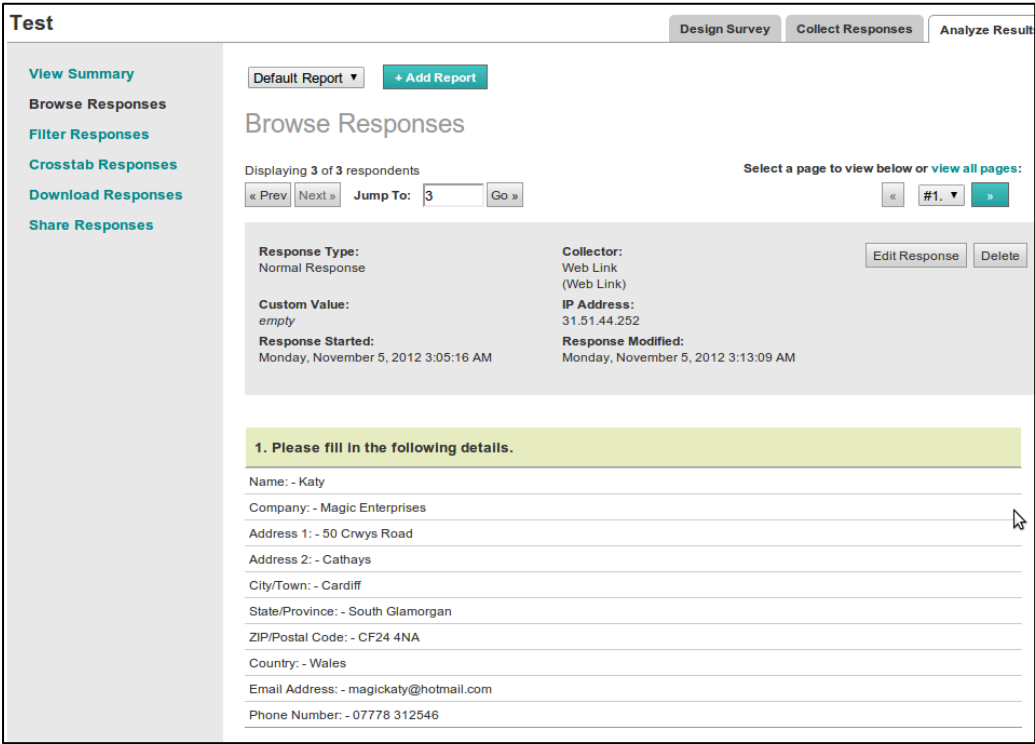 Test
Design Survey Collect Responses Analyze Result
View Summary
Browse Responses
Filter Responses
Crosstab Responses
Download Responses
Share Responses
Default Report ▼ + Add Report
Browse Responses
Displaying 3 of 3 respondents
Select a page to view below or view all pages:
« Prev Next » Jump To: 3 Go »
« #1. ▼ »
Response Type:
Normal Response
Collector:
Web Link
(Web Link)
Edit Response Delete
Custom Value:
empty
IP Address:
31.51.44.252
Response Started:
Monday, November 5, 2012 3:05:16 AM
Response Modified:
Monday, November 5, 2012 3:13:09 AM
1. Please fill in the following details.
Name: - Katy
Company: - Magic Enterprises
Address 1: - 50 Crwys Road
Address 2: - Cathays
City/Town: - Cardiff
State/Province: - South Glamorgan
ZIP/Postal Code: - CF24 4NA
Country: - Wales
Email Address: - magickaty@hotmail.com
Phone Number: - 07778 312546